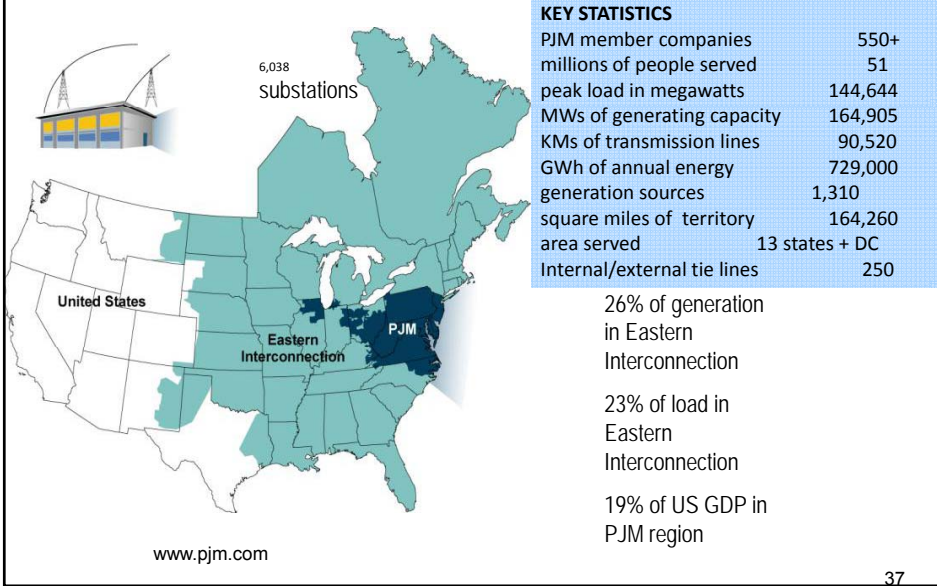 KEY STATISTICS
PJM member companies 550+
millions of people served 51
peak load in megawatts 144,644
MWs of generating capacity 164,905
KMs of transmission lines 90,520
GWh of annual energy 729,000
generation sources 1,310
square miles of territory 164,260
area served 13 states + DC
Internal/external tie lines 250
6,038
substations
United States
Eastern
Interconnection
PJM
26% of generation
in Eastern
Interconnection
23% of load in
Eastern
Interconnection
19% of US GDP in
PJM region
www.pjm.com
37